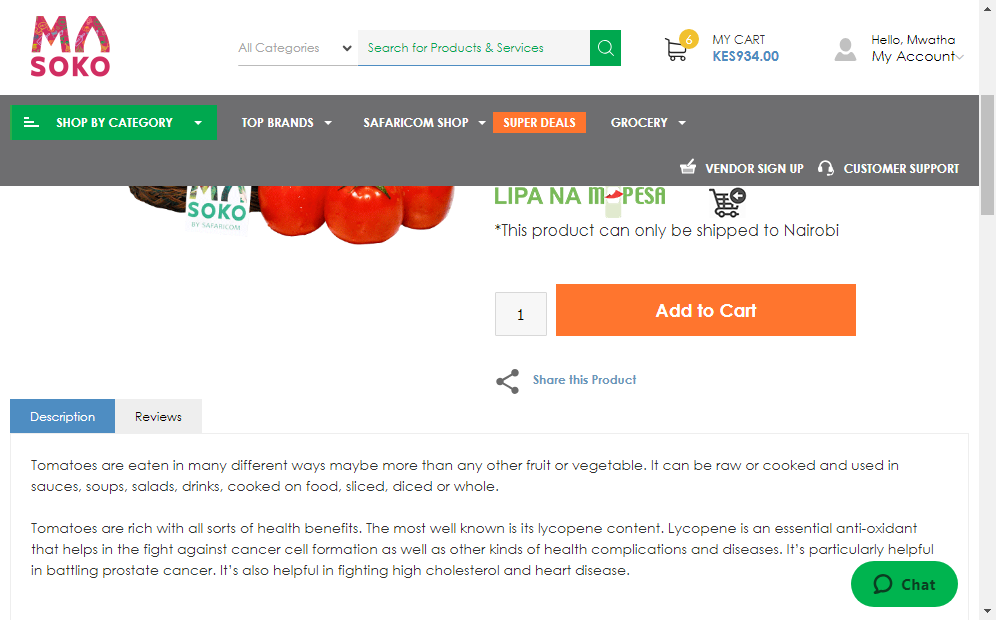 MA
SOKO
All Categories
Search for Products & Services
6
MY CART
KES934.00
Hello, Mwatha
My Account
SHOP BY CATEGORY
TOP BRANDS
SAFARICOM SHOP
SUPER DEALS
GROCERY
VENDOR SIGN UP
CUSTOMER SUPPORT
MA
SOKO
BY SAFARICOM
LIPA NA M-PESA
*This product can only be shipped to Nairobi
1
Add to Cart
Share this Product
Description
Reviews
Tomatoes are eaten in many different ways maybe more than any other fruit or vegetable. It can be raw or cooked and used in
sauces, soups, salads, drinks, cooked on food, sliced, diced or whole.
Tomatoes are rich with all sorts of health benefits. The most well known is its lycopene content. Lycopene is an essential anti-oxidant
that helps in the fight against cancer cell formation as well as other kinds of health complications and diseases. It’s particularly helpful
in battling prostate cancer. It’s also helpful in fighting high cholesterol and heart disease.
Chat